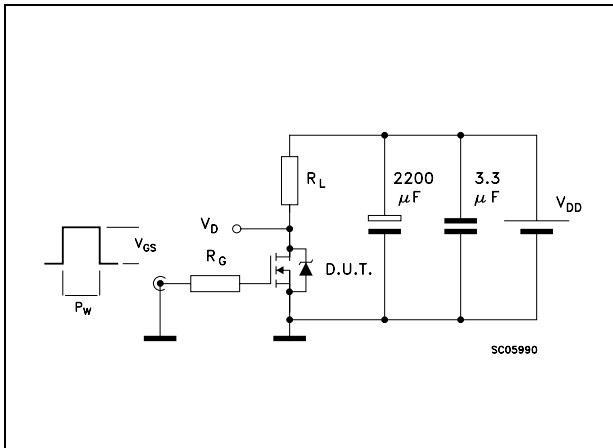 R_L
2200
μF
3.3
μF
V_DD
V_D
V_GS
R_G
D.U.T.
P_W
SC05990